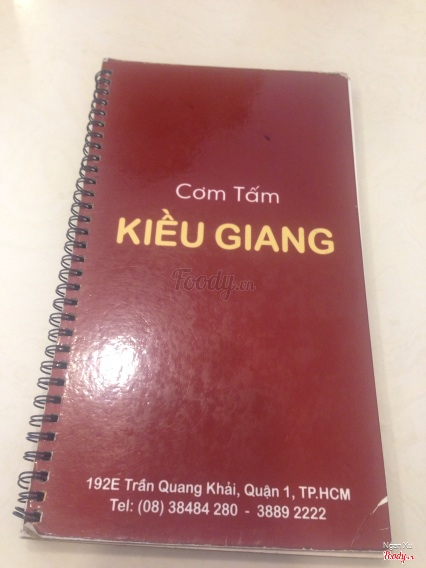 Cơm Tấm
KIỀU GIANG
Foody.vn
192E Trần Quang Khải, Quận 1, TP.HCM
Tel: (08) 38484 280 - 3889 2222
Foody.vn